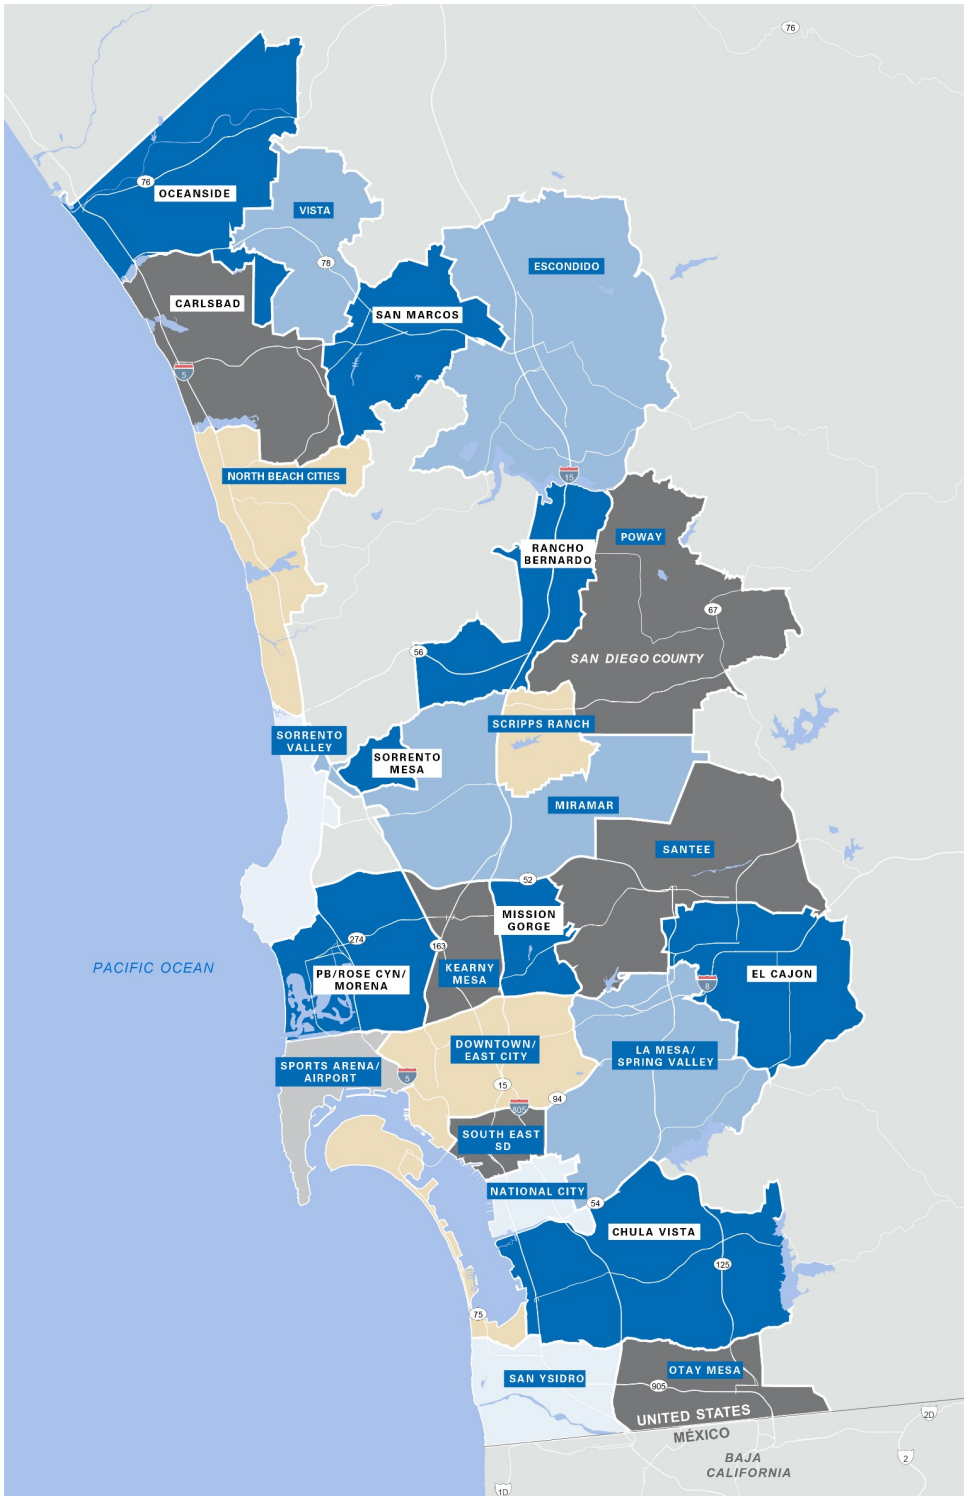 76
76
OCEANSIDE
VISTA
78
ESCONDIDO
CARLSBAD
SAN MARCOS
5
NORTH BEACH CITIES
15
POWAY
RANCHO
BERNARDO
67
56
SAN DIEGO COUNTY
SCRIPPS RANCH
SORRENTO
VALLEY
SORRENTO
MESA
MIRAMAR
SANTEE
52
MISSION
GORGE
274
163
PACIFIC OCEAN
PB/ROSE CYN/
MORENA
KEARNY
MESA
EL CAJON
8
DOWNTOWN/
EAST CITY
LA MESA/
SPRING VALLEY
SPORTS ARENA/
AIRPORT
5
15
94
805
SOUTH EAST
SD
NATIONAL CITY
54
CHULA VISTA
125
75
OTAY MESA
SAN YSIDRO
905
UNITED STATES
MÉXICO
2D
BAJA
CALIFORNIA
2
1D